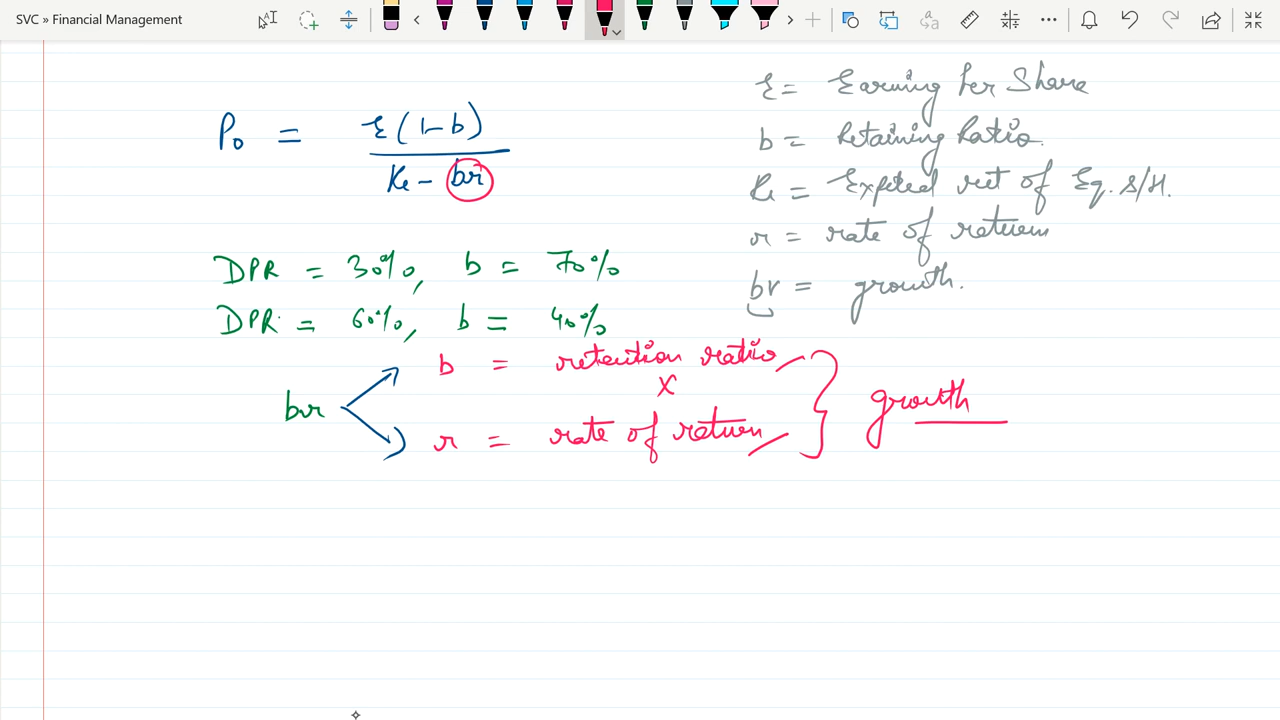 SVC » Financial Management
P₀ = E(1-b)
Ke - br
E = Earning Per Share
b = Retaining Ratio.
Ke = Expected ret of Eq. S/H.
r = rate of return
br = growth.
DPR = 30%, b = 70%
DPR = 60%, b = 40%
b = retention ratio
×
br
r = rate of return
growth